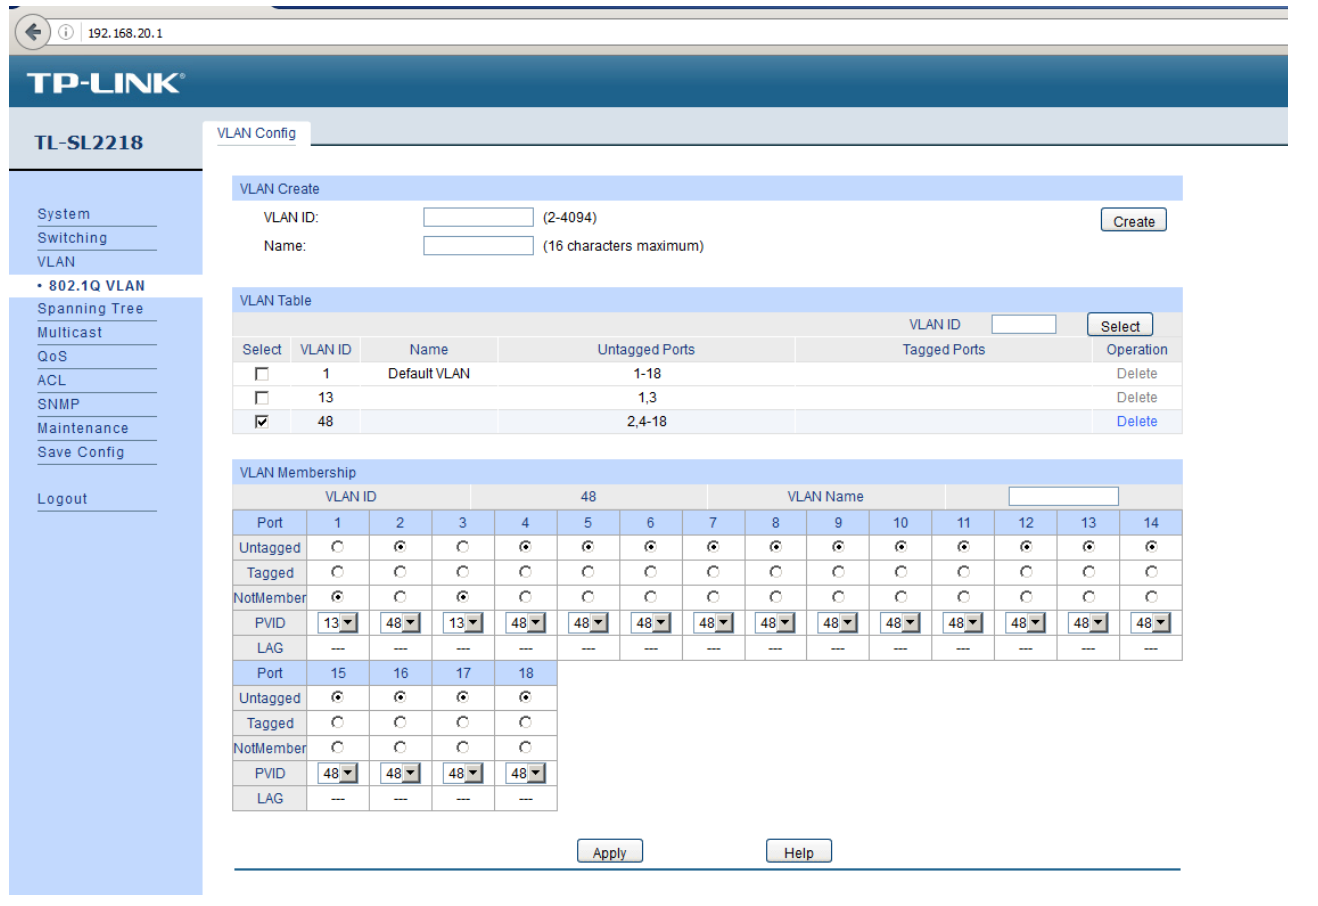 192.168.20.1
TP-LINK®
TL-SL2218
VLAN Config
System
Switching
VLAN
• 802.1Q VLAN
Spanning Tree
Multicast
QoS
ACL
SNMP
Maintenance
Save Config
Logout
VLAN Create
VLAN ID: (2-4094) Create
Name: (16 characters maximum)
VLAN Table
VLAN ID Select
Select VLAN ID Name Untagged Ports Tagged Ports Operation
1 Default VLAN 1-18 Delete
13 1,3 Delete
48 2,4-18 Delete
VLAN Membership
VLAN ID 48 VLAN Name
Port 1 2 3 4 5 6 7 8 9 10 11 12 13 14
Untagged
Tagged
NotMember
PVID 13 48 13 48 48 48 48 48 48 48 48 48 48 48
LAG --- --- --- --- --- --- --- --- --- --- --- --- --- ---
Port 15 16 17 18
Untagged
Tagged
NotMember
PVID 48 48 48 48
LAG --- --- --- ---
Apply Help